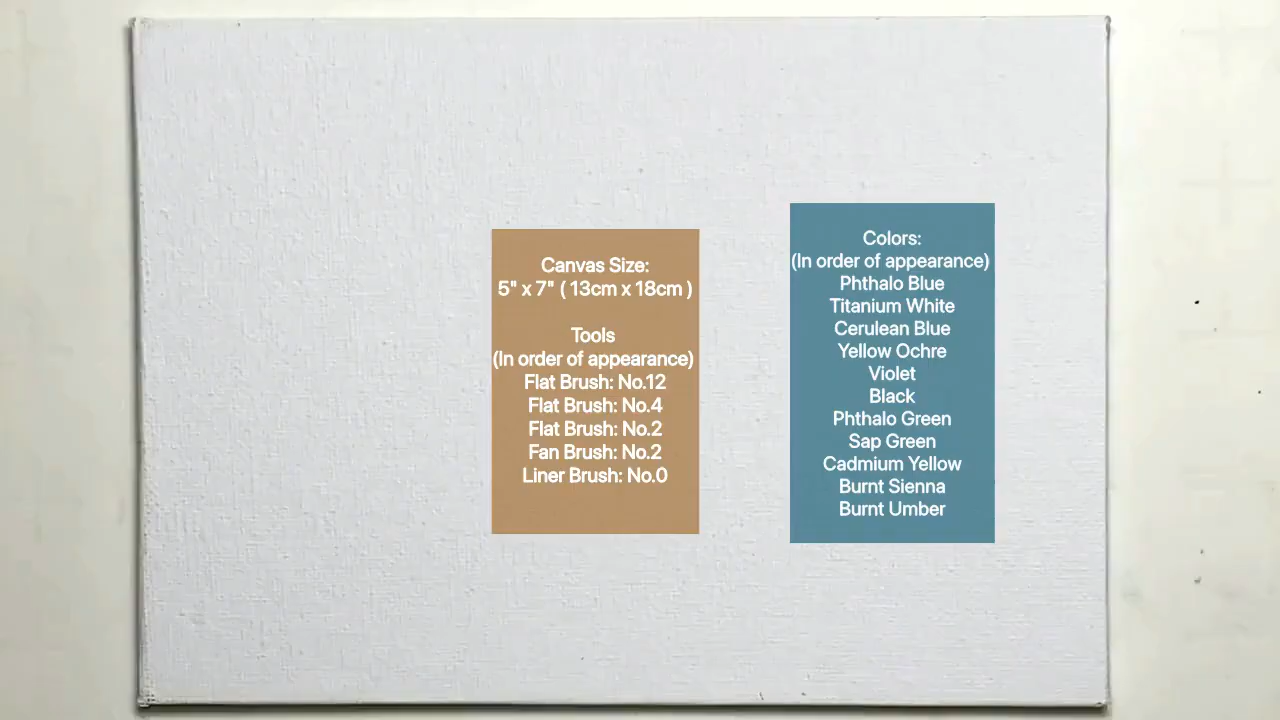 Canvas Size:
5" x 7" ( 13cm x 18cm )
Tools
(In order of appearance)
Flat Brush: No.12
Flat Brush: No.4
Flat Brush: No.2
Fan Brush: No.2
Liner Brush: No.0
Colors:
(In order of appearance)
Phthalo Blue
Titanium White
Cerulean Blue
Yellow Ochre
Violet
Black
Phthalo Green
Sap Green
Cadmium Yellow
Burnt Sienna
Burnt Umber